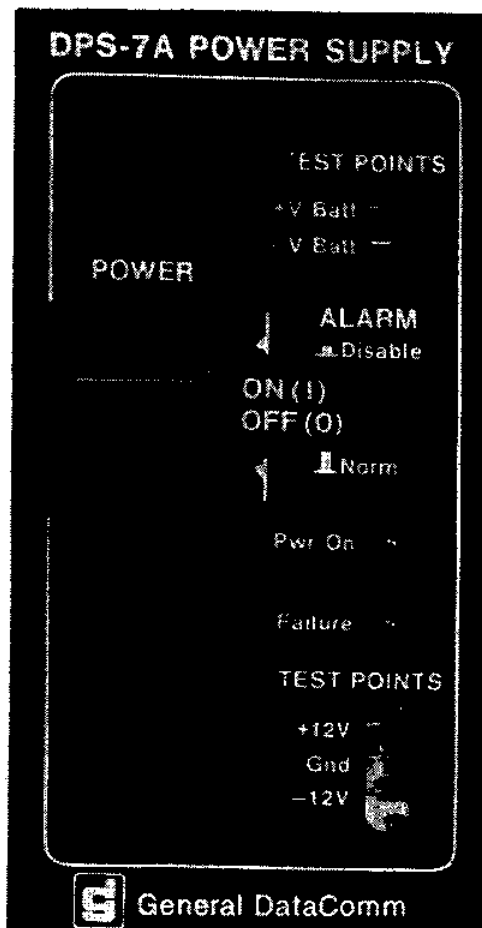 DPS-7A POWER SUPPLY
TEST POINTS
+V Batt
-V Batt
POWER
ALARM
Disable
ON(!)
OFF(O)
Norm
Pwr On
Failure
TEST POINTS
+12V
Gnd
-12V
General DataComm